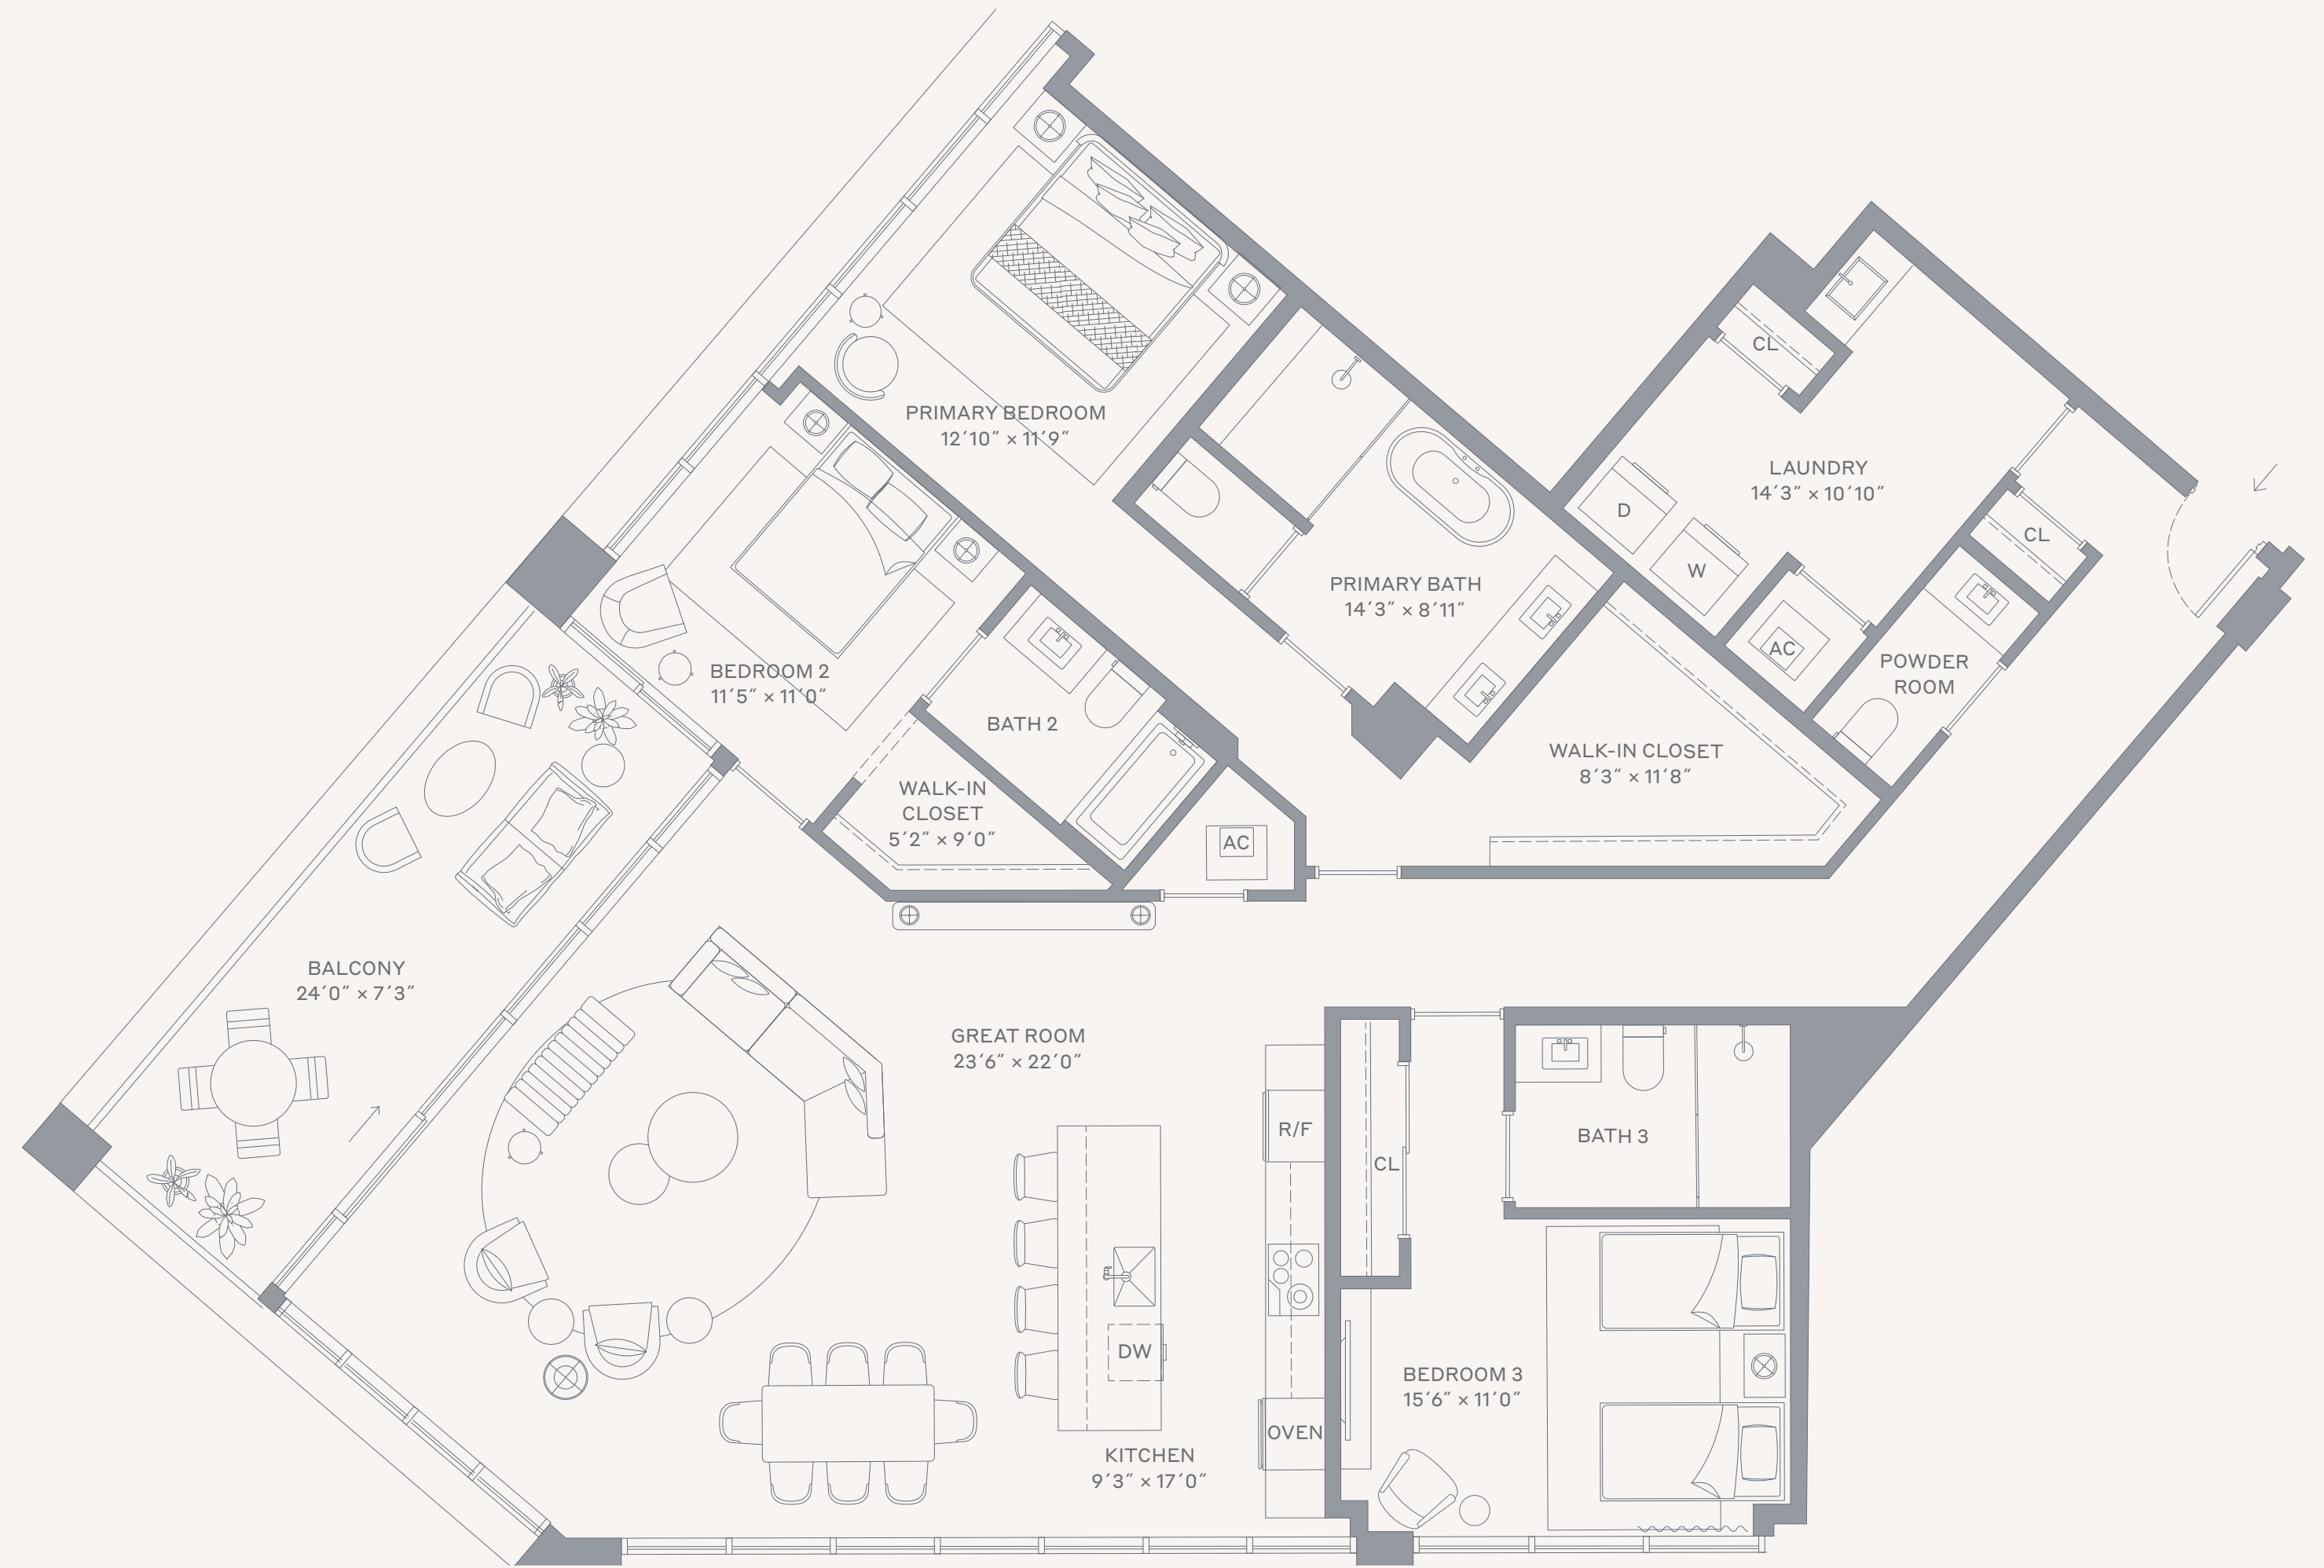 PRIMARY BEDROOM
12´10˝ × 11´9˝
CL
LAUNDRY
14´3˝ × 10´10˝
D
W
CL
AC
PRIMARY BATH
14´3˝ × 8´11˝
POWDER
ROOM
BEDROOM 2
11´5˝ × 11´0˝
BATH 2
WALK-IN CLOSET
8´3˝ × 11´8˝
WALK-IN
CLOSET
5´2˝ × 9´0˝
AC
BALCONY
24´0˝ × 7´3˝
GREAT ROOM
23´6˝ × 22´0˝
R/F
CL
BATH 3
DW
BEDROOM 3
15´6˝ × 11´0˝
OVEN
KITCHEN
9´3˝ × 17´0˝